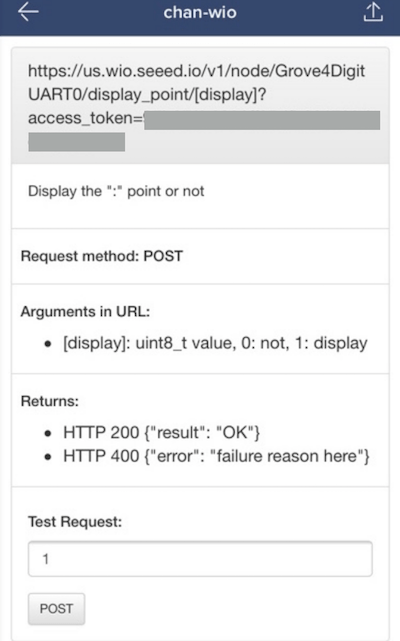 chan-wio
https://us.wio.seeed.io/v1/node/Grove4Digit
UART0/display_point/[display]?
access_token=
Display the ":" point or not
Request method: POST
Arguments in URL:
[display]: uint8_t value, 0: not, 1: display
Returns:
HTTP 200 {"result": "OK"}
HTTP 400 {"error": "failure reason here"}
Test Request:
1
POST